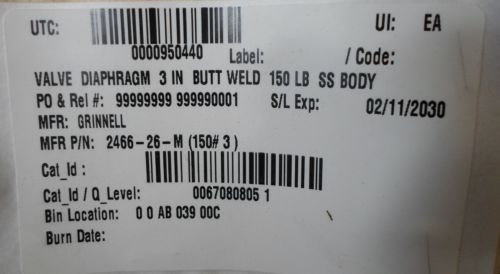 UTC: UI: EA
0000950440 Label: / Code:
VALVE DIAPHRAGM 3 IN BUTT WELD 150 LB SS BODY
PO & Rel #: 99999999 999990001 S/L Exp: 02/11/2030
MFR: GRINNELL
MFR P/N: 2466-26-M (150# 3 )
Cat_Id :
Cat_Id / Q_Level: 0067080805 1
Bin Location: 0 0 AB 039 00C
Burn Date: